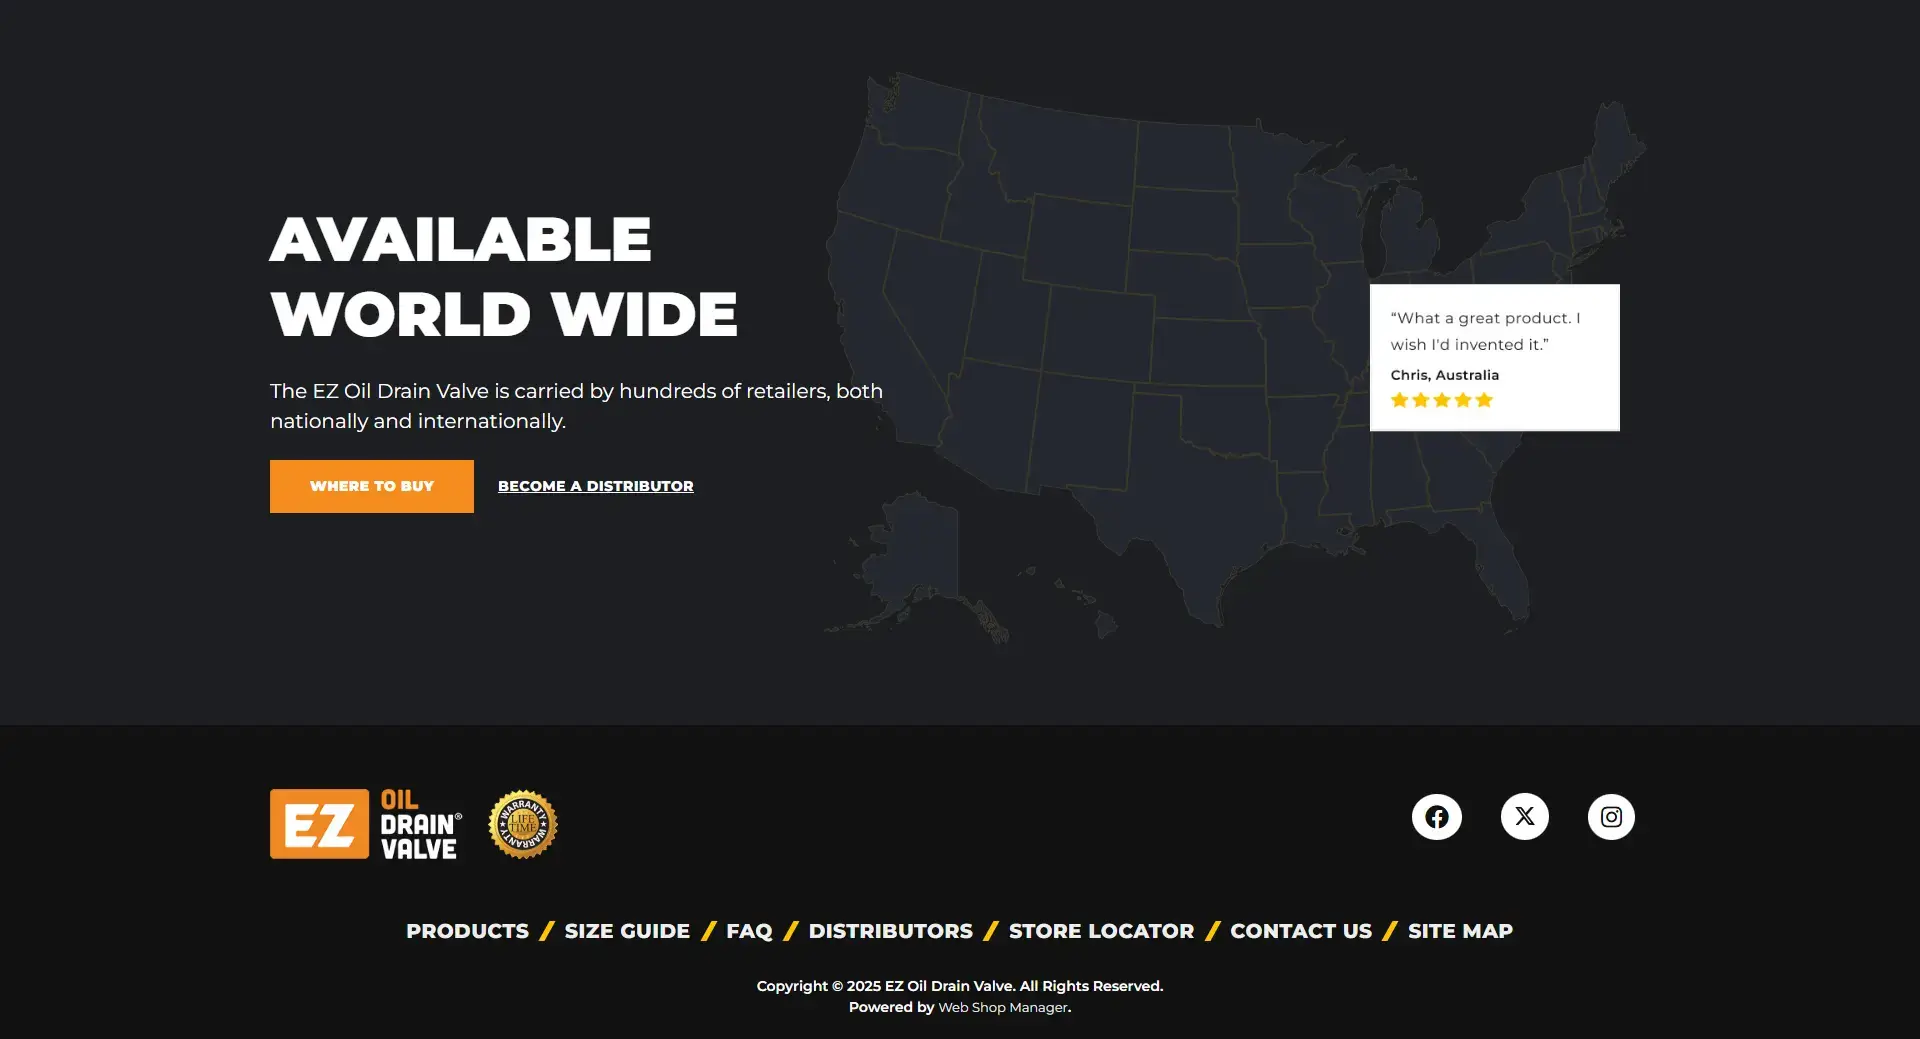 AVAILABLE
WORLD WIDE
The EZ Oil Drain Valve is carried by hundreds of retailers, both
nationally and internationally.
WHERE TO BUY
BECOME A DISTRIBUTOR
“What a great product. I
wish I'd invented it.”
Chris, Australia
EZ
OIL
DRAIN®
VALVE
WARRANTY
LIFE
TIME
WARRANTY
PRODUCTS / SIZE GUIDE / FAQ / DISTRIBUTORS / STORE LOCATOR / CONTACT US / SITE MAP
Copyright © 2025 EZ Oil Drain Valve. All Rights Reserved.
Powered by Web Shop Manager.